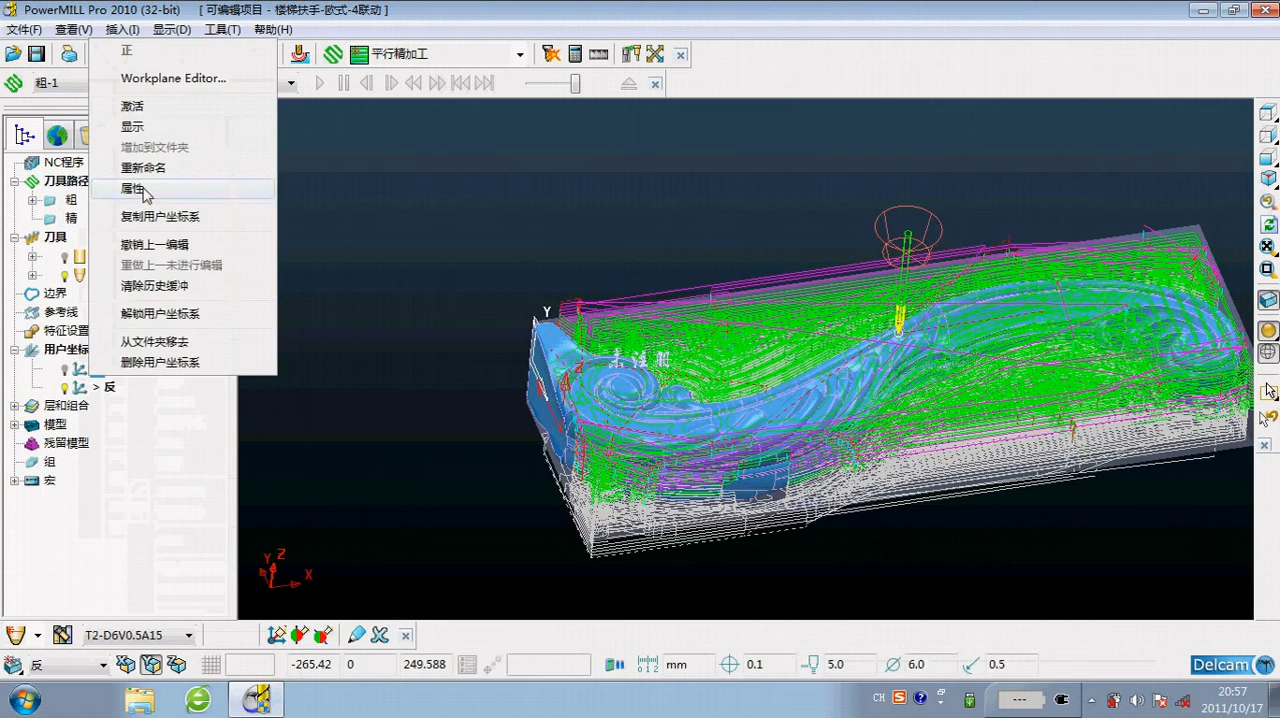 PowerMILL Pro 2010 (32-bit) [ 可编辑项目 - 楼梯扶手-欧式-4联动 ]
文件(F) 查看(V) 插入(I) 显示(D) 工具(T) 帮助(H)
平行精加工
粗-1
正
Workplane Editor...
激活
显示
增加到文件夹
重新命名
属性
复制用户坐标系
撤销上一编辑
重做上一未进行编辑
清除历史缓冲
解锁用户坐标系
从文件夹移去
删除用户坐标系
NC程序
刀具路径
粗
精
刀具
边界
参考线
特征设置
用户坐标
> 反
层和组合
模型
残留模型
组
宏
Y
Z
Y Z
X
T2-D6V0.5A15
反
-265.42 0 249.588 mm 0.1 5.0 6.0 0.5
Delcam
CH
20:57
2011/10/17